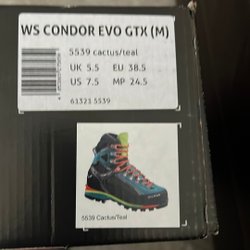 WS CONDOR EVO GTX (M)
5539 cactus/teal
UK 5.5 EU 38.5
US 7.5 MP 24.5
61321 5539
5539 Cactus/Teal